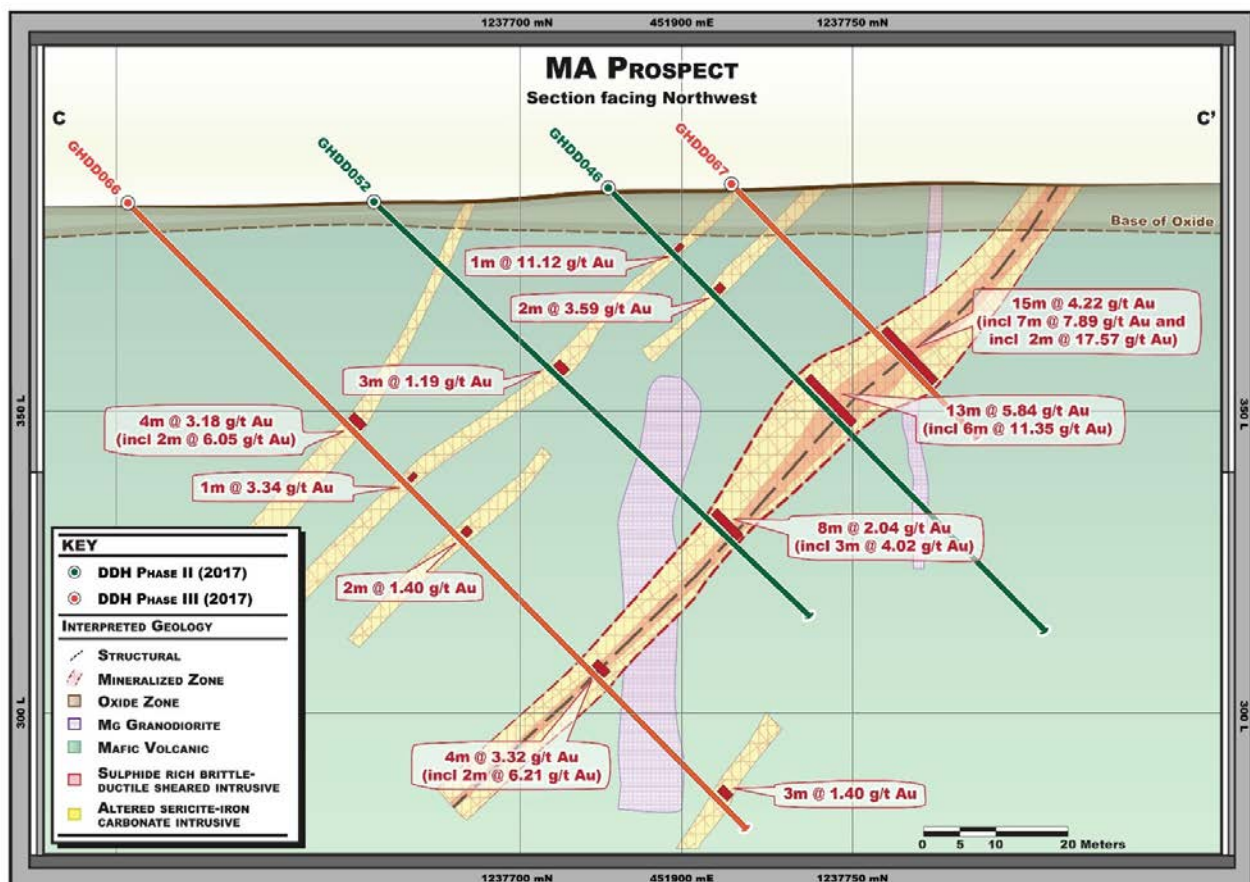 1237700 mN
451900 mE
1237750 mN
MA PROSPECT
Section facing Northwest
C
C'
GHDD066
GHDD052
GHDD046
GHDD067
Base of Oxide
1m @ 11.12 g/t Au
2m @ 3.59 g/t Au
15m @ 4.22 g/t Au
(incl 7m @ 7.89 g/t Au and
incl 2m @ 17.57 g/t Au)
3m @ 1.19 g/t Au
4m @ 3.18 g/t Au
(incl 2m @ 6.05 g/t Au)
13m @ 5.84 g/t Au
(incl 6m @ 11.35 g/t Au)
350 L
350 L
1m @ 3.34 g/t Au
8m @ 2.04 g/t Au
(incl 3m @ 4.02 g/t Au)
2m @ 1.40 g/t Au
4m @ 3.32 g/t Au
(incl 2m @ 6.21 g/t Au)
3m @ 1.40 g/t Au
300 L
300 L
KEY
DDH PHASE II (2017)
DDH PHASE III (2017)
INTERPRETED GEOLOGY
STRUCTURAL
MINERALIZED ZONE
OXIDE ZONE
MG GRANODIORITE
MAFIC VOLCANIC
SULPHIDE RICH BRITTLE-
DUCTILE SHEARED INTRUSIVE
ALTERED SERICITE-IRON
CARBONATE INTRUSIVE
0 5 10 20 Meters
1237700 mN
451900 mE
1237750 mN